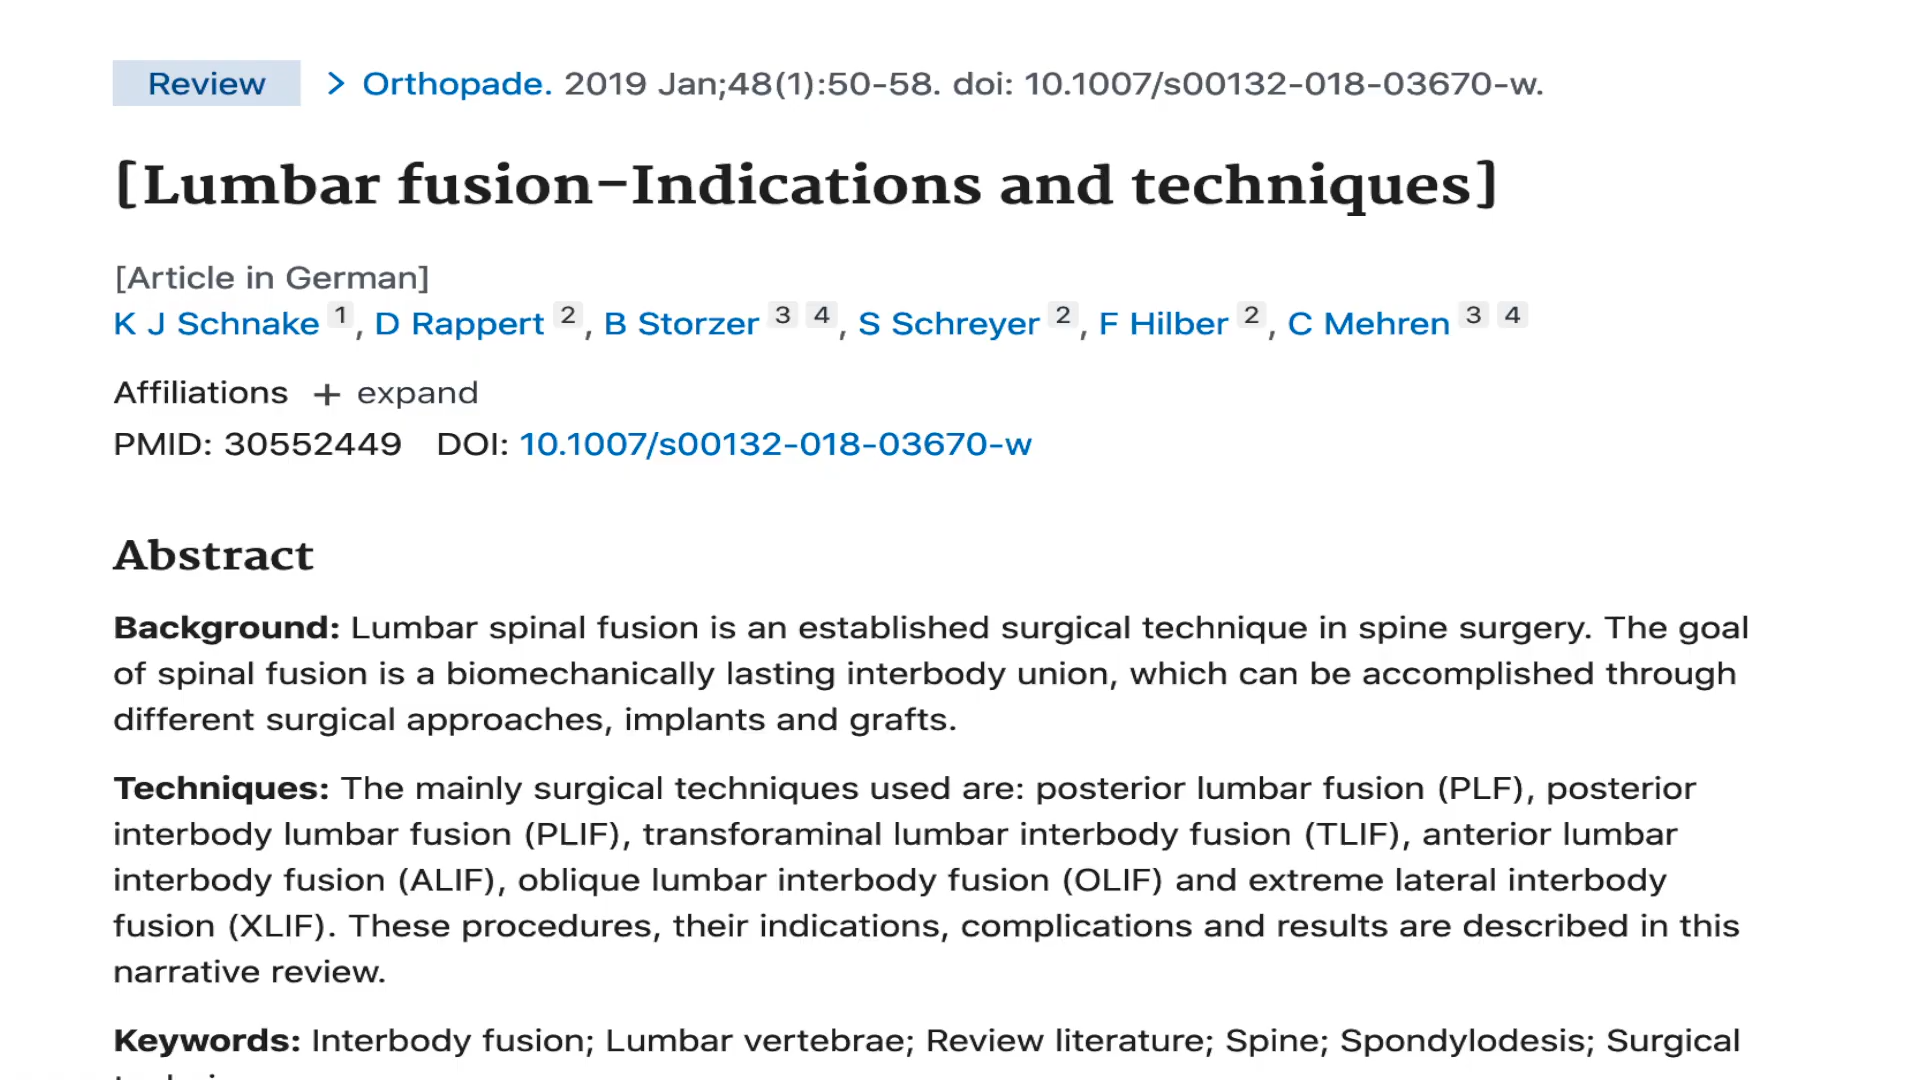 Review > Orthopade. 2019 Jan;48(1):50-58. doi: 10.1007/s00132-018-03670-w.
[Lumbar fusion-Indications and techniques]
[Article in German]
K J Schnake 1, D Rappert 2, B Storzer 3 4, S Schreyer 2, F Hilber 2, C Mehren 3 4
Affiliations + expand
PMID: 30552449 DOI: 10.1007/s00132-018-03670-w
Abstract
Background: Lumbar spinal fusion is an established surgical technique in spine surgery. The goal
of spinal fusion is a biomechanically lasting interbody union, which can be accomplished through
different surgical approaches, implants and grafts.
Techniques: The mainly surgical techniques used are: posterior lumbar fusion (PLF), posterior
interbody lumbar fusion (PLIF), transforaminal lumbar interbody fusion (TLIF), anterior lumbar
interbody fusion (ALIF), oblique lumbar interbody fusion (OLIF) and extreme lateral interbody
fusion (XLIF). These procedures, their indications, complications and results are described in this
narrative review.
Keywords: Interbody fusion; Lumbar vertebrae; Review literature; Spine; Spondylodesis; Surgical